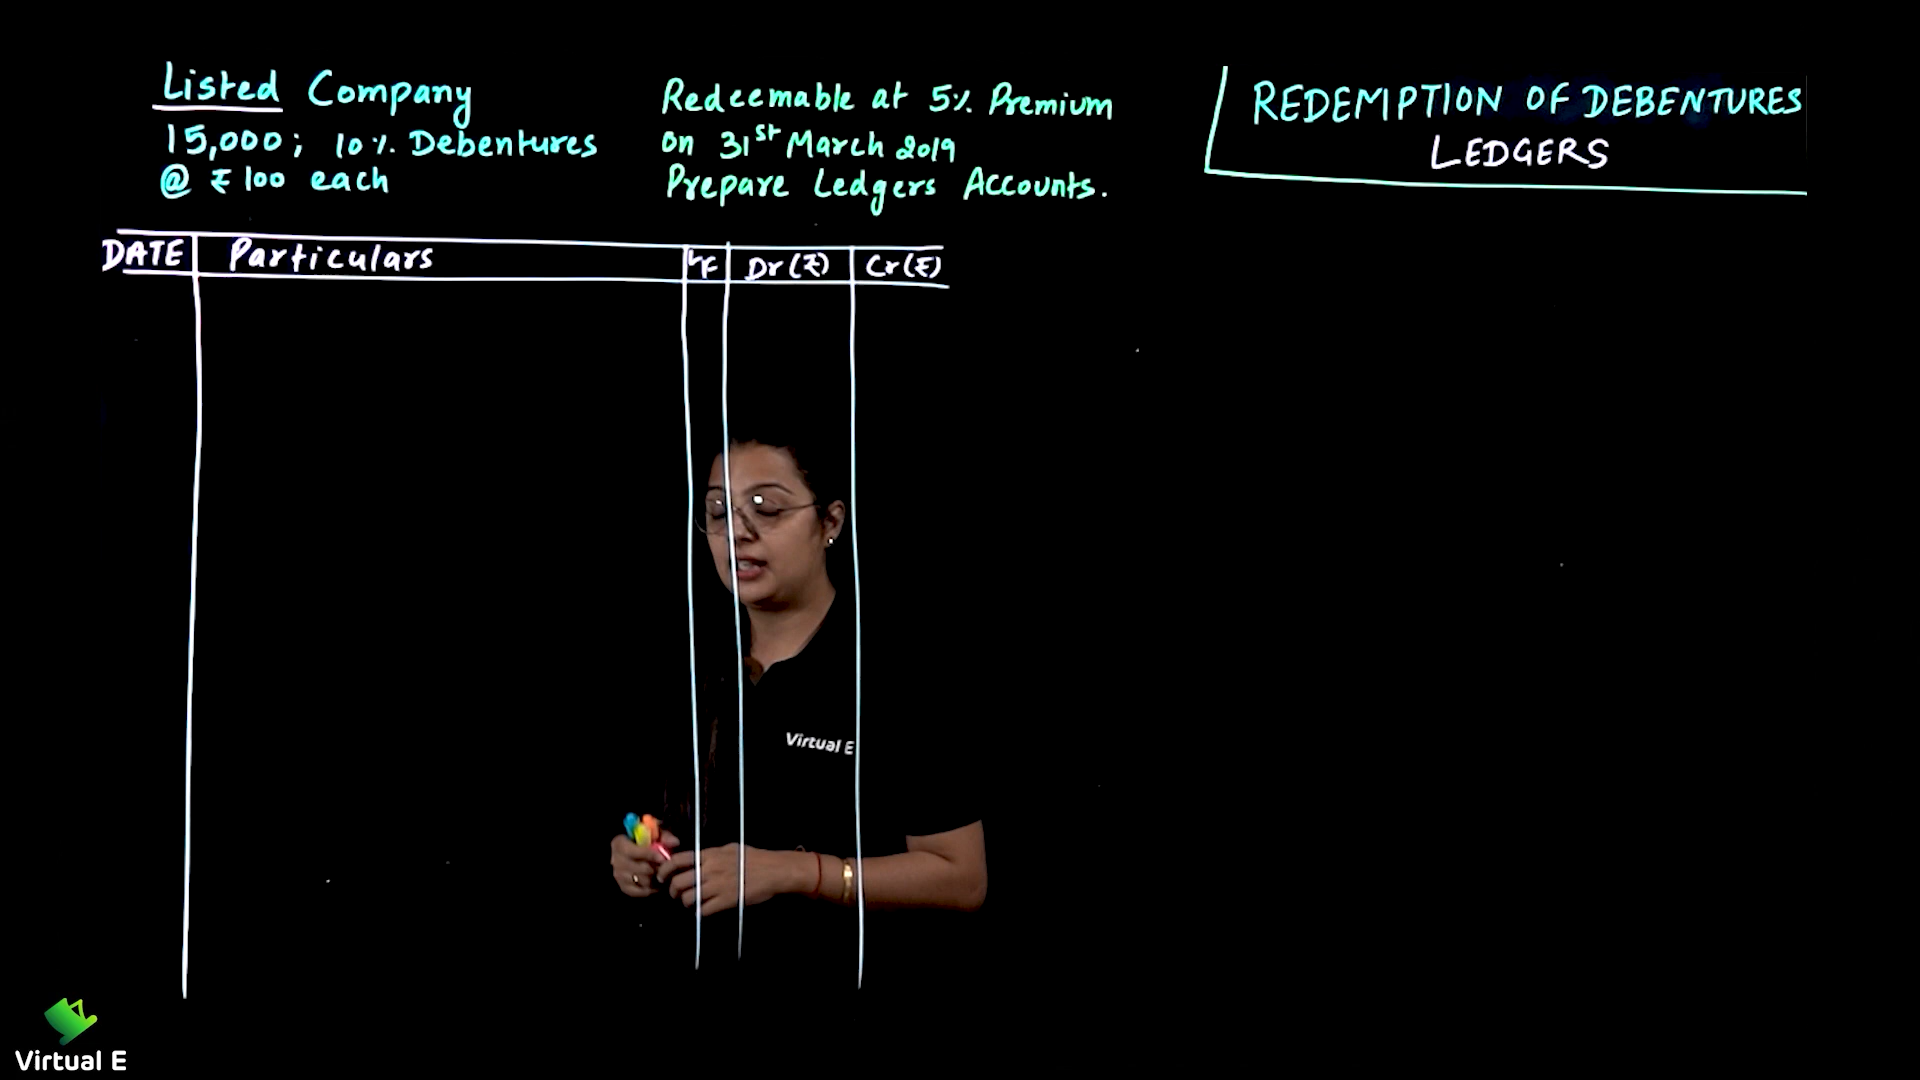 Listed Company
15,000; 10% Debentures
@ ₹100 each
Redeemable at 5% Premium
on 31st March 2019
Prepare Ledgers Accounts.
REDEMPTION OF DEBENTURES
LEDGERS
DATE Particulars LF Dr(₹) Cr(₹)
Virtual E
Virtual E